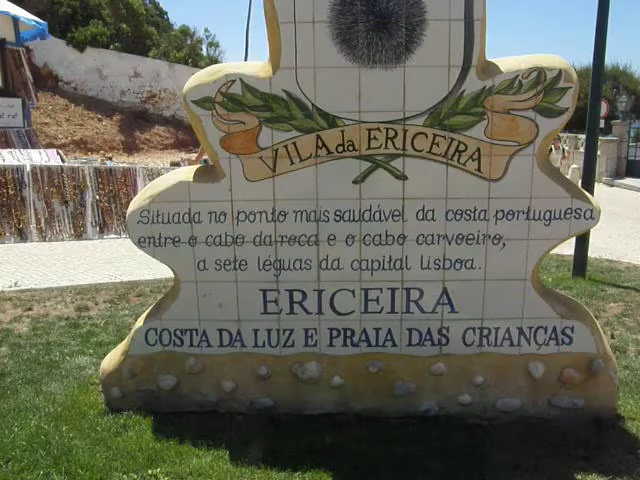 VILA da ERICEIRA
Situada no ponto mais saudável da costa portuguesa
entre o cabo da roca e o cabo carvoeiro,
a sete léguas da capital lisboa.
ERICEIRA
COSTA DA LUZ E PRAIA DAS CRIANÇAS